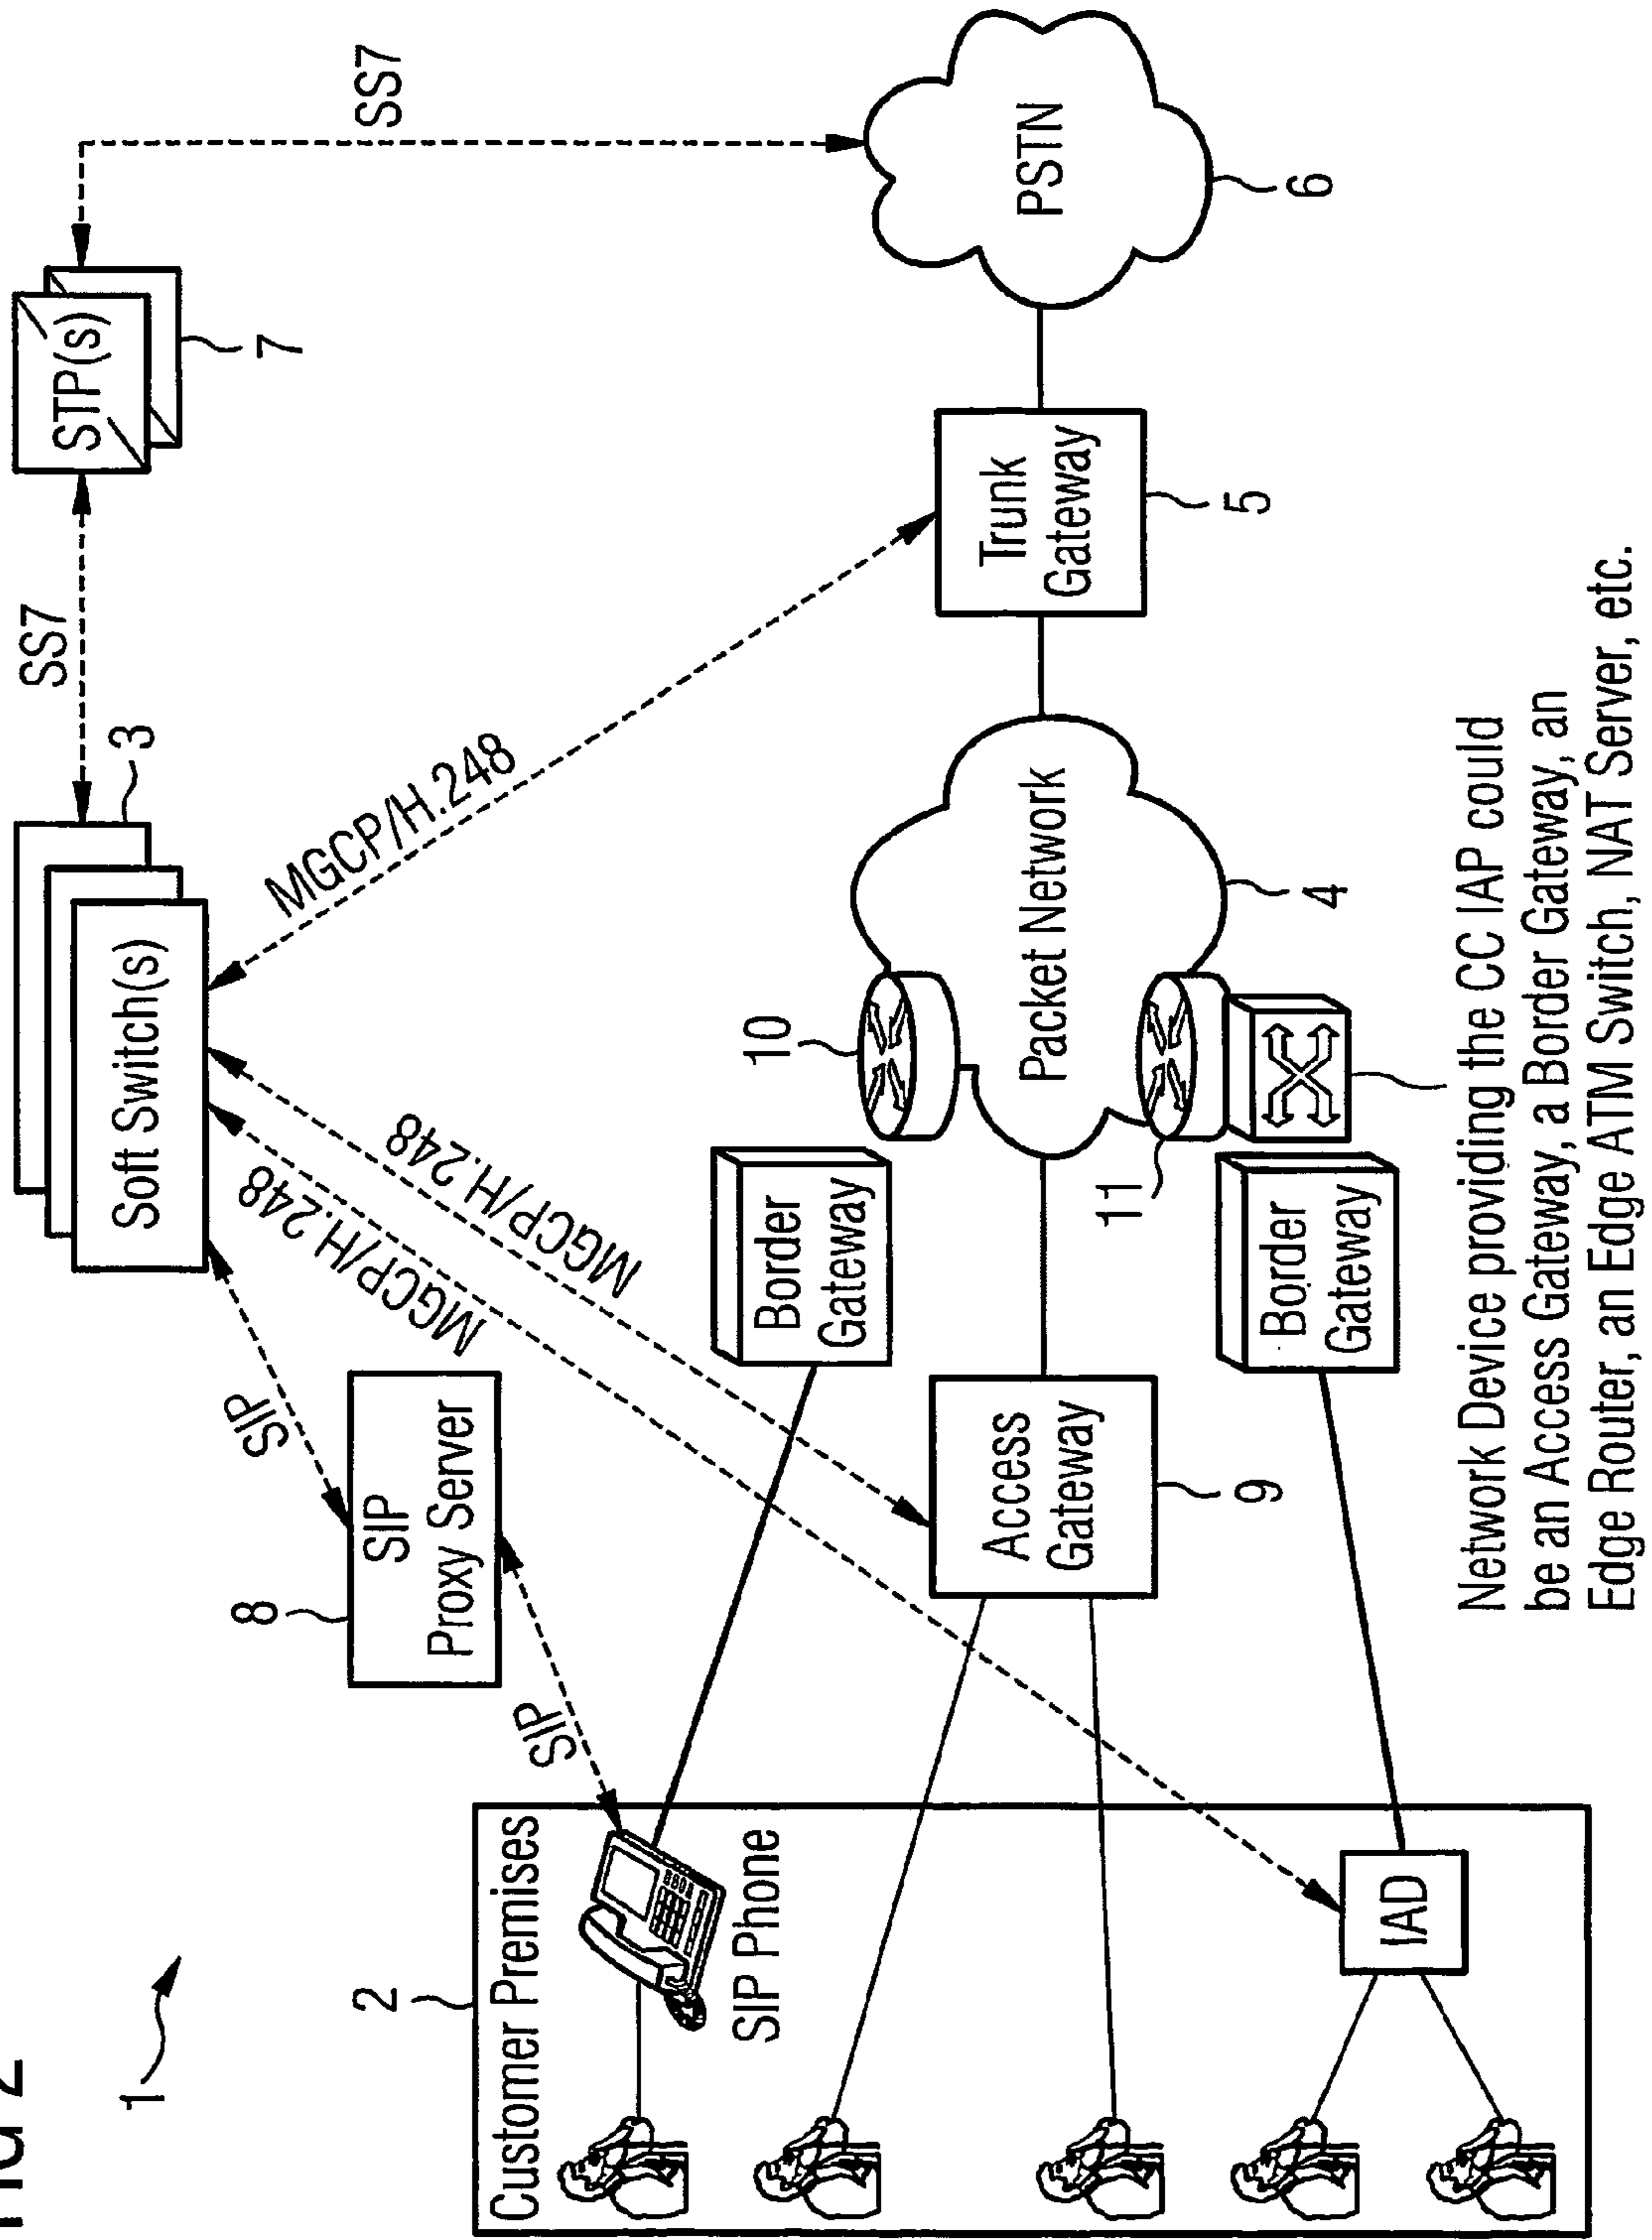 FIG 2
1
Soft Switch(s)
3
SS7
STP(s)
7
SS7
SIP
SIP
Proxy Server
8
SIP
MGCP/H.248
MGCP/H.248
MGCP/H.248
2
Customer Premises
SIP Phone
IAD
Border
Gateway
Access
Gateway
9
Border
Gateway
10
11
Packet Network
4
Trunk
Gateway
5
PSTN
6
Network Device providing the CC IAP could
be an Access Gateway, a Border Gateway, an
Edge Router, an Edge ATM Switch, NAT Server, etc.